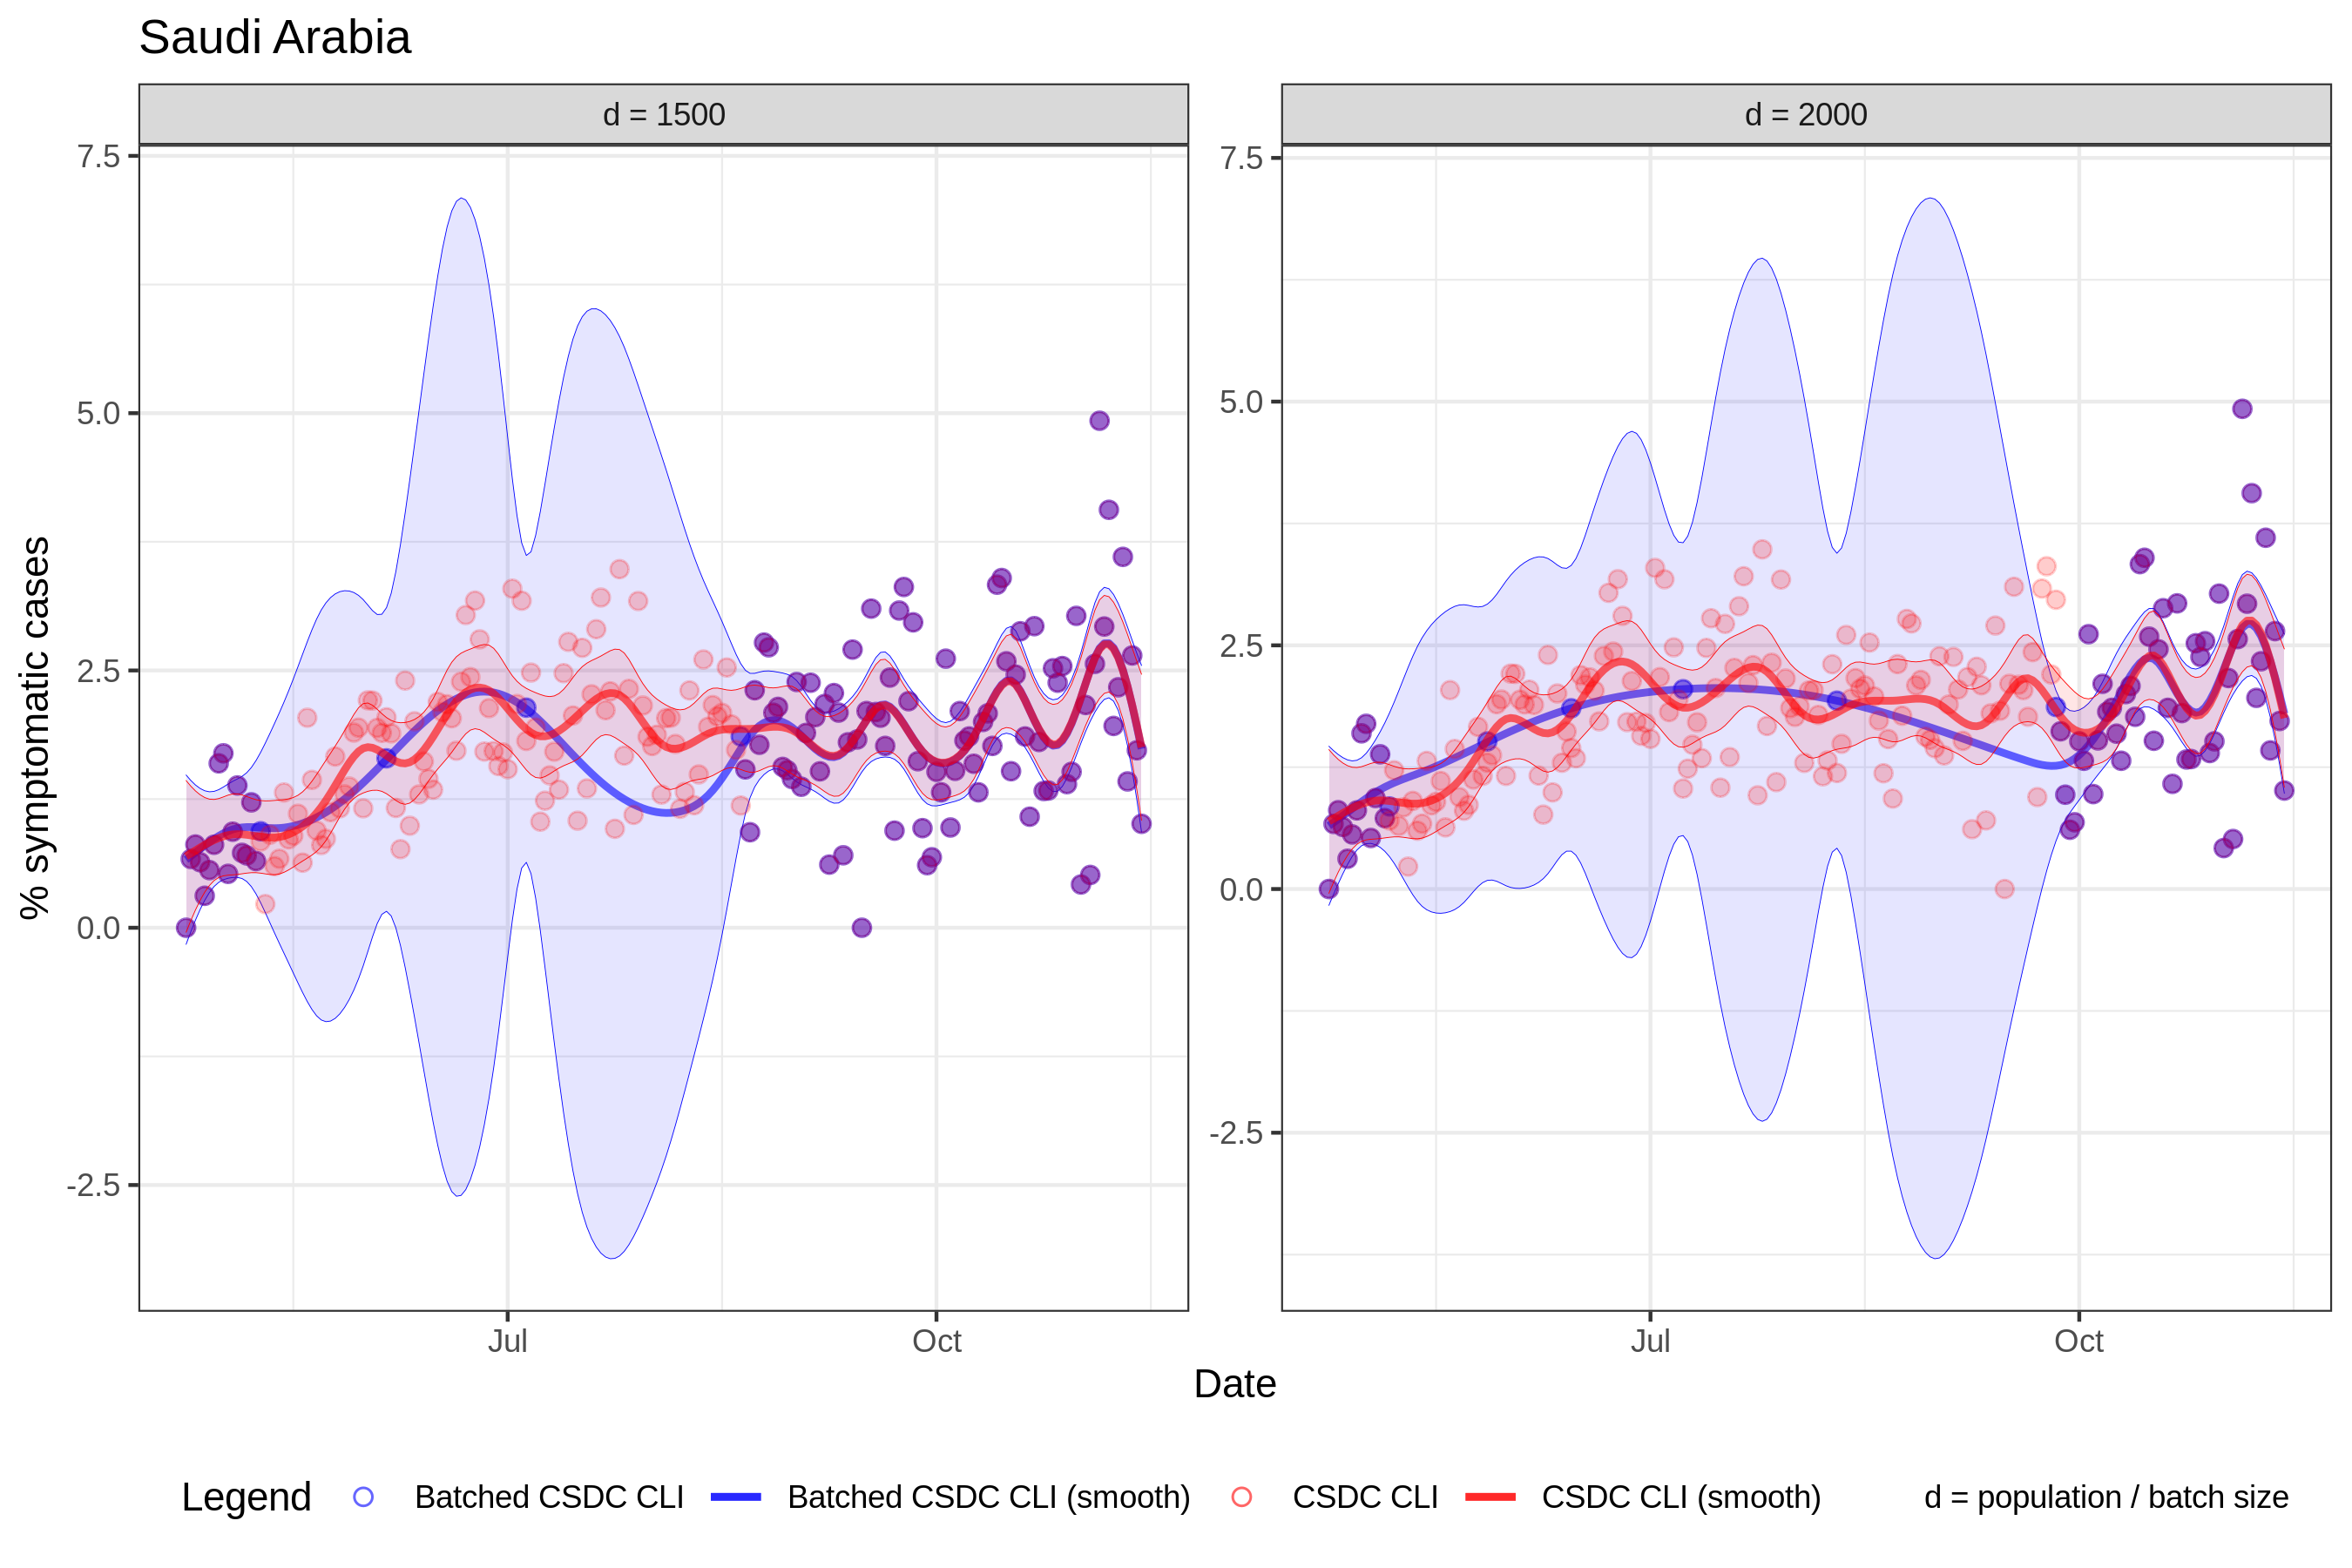 Saudi Arabia
d = 1500
d = 2000
% symptomatic cases
7.5
5.0
2.5
0.0
-2.5
7.5
5.0
2.5
0.0
-2.5
Jul
Oct
Jul
Oct
Date
Legend
Batched CSDC CLI
Batched CSDC CLI (smooth)
CSDC CLI
CSDC CLI (smooth)
d = population / batch size